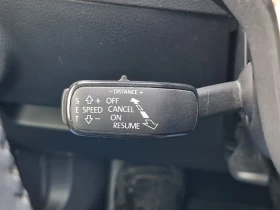 - DISTANCE +
S + OFF
E SPEED CANCEL
T - ON
RESUME